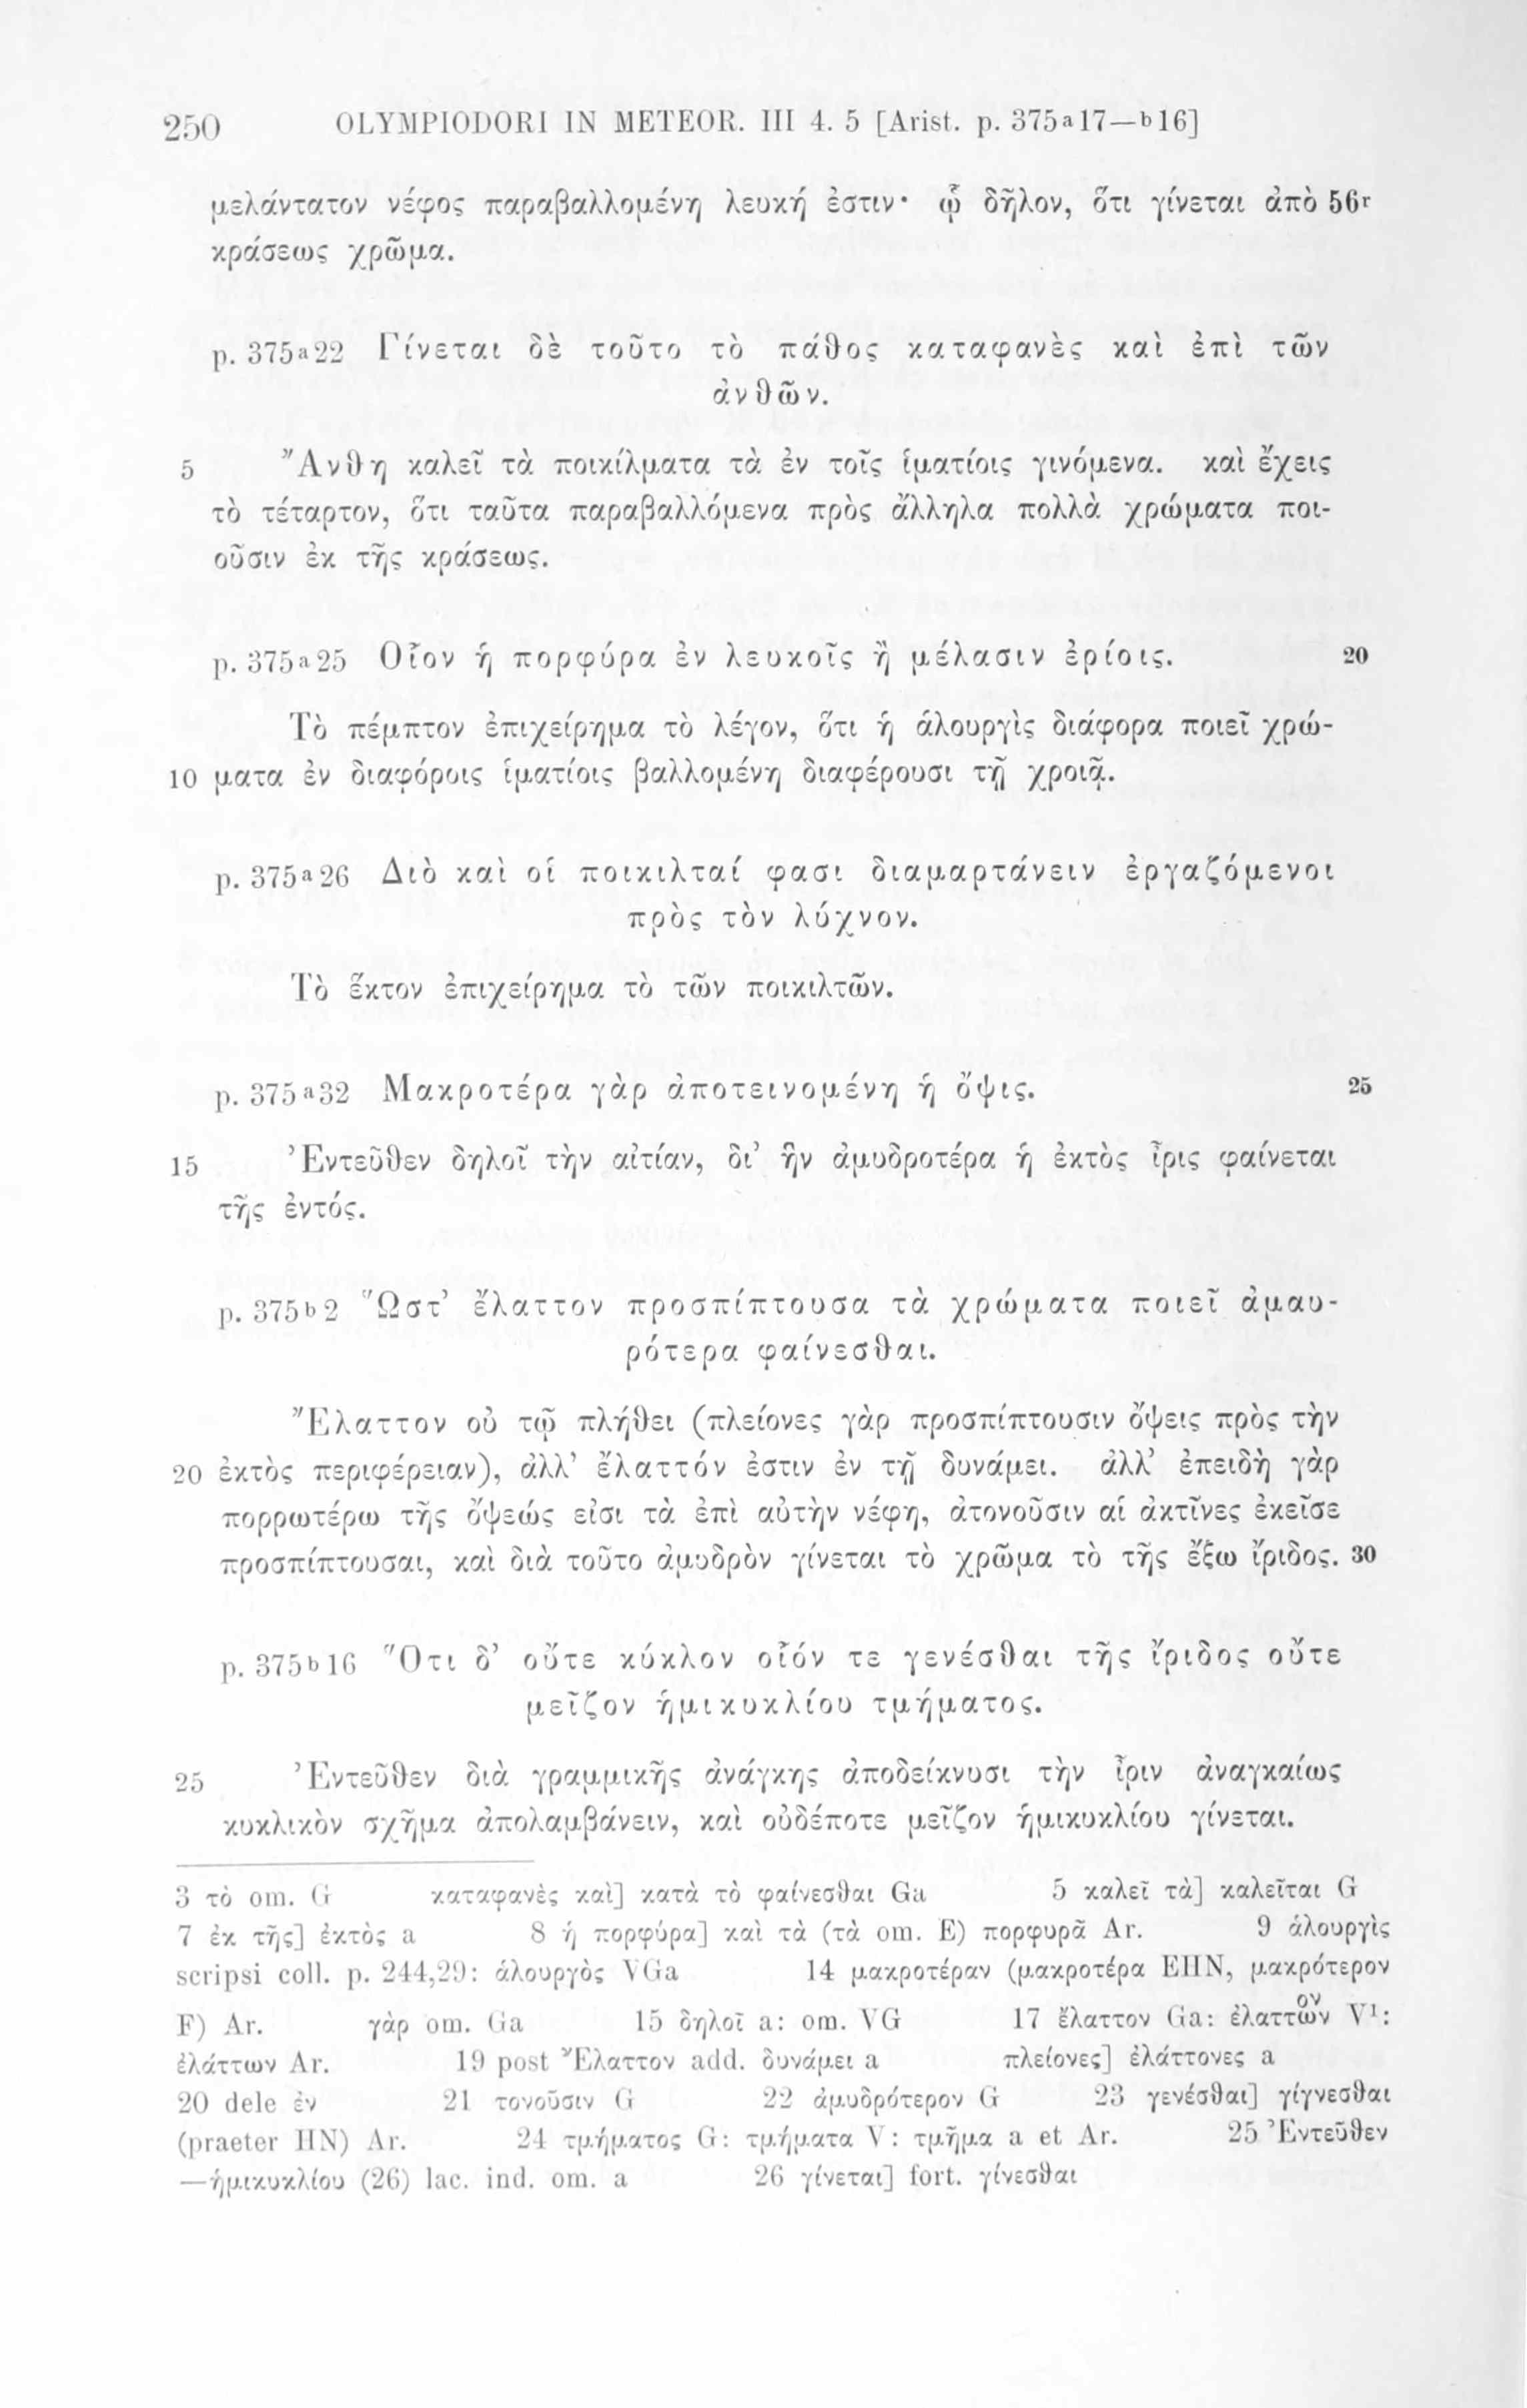 250 OLYMPIODORI IN METEOR. III 4. 5 [Arist. p. 375a17—b16]
μελάντατον νέφος παραβαλλομένη λευκή ἐστιν· ᾧ δῆλον, ὅτι γίνεται ἀπὸ 56r
κράσεως χρῶμα.
p. 375a22 Γίνεται δὲ τοῦτο τὸ πάθος καταφανὲς καὶ ἐπὶ τῶν
ἀνθῶν.
5 Ἄνθη καλεῖ τὰ ποικίλματα τὰ ἐν τοῖς ἱματίοις γινόμενα. καὶ ἔχεις
τὸ τέταρτον, ὅτι ταῦτα παραβαλλόμενα πρὸς ἄλληλα πολλὰ χρώματα ποι-
οῦσιν ἐκ τῆς κράσεως.
p. 375a25 Οἷον ἡ πορφύρα ἐν λευκοῖς ἢ μέλασιν ἐρίοις. 20
Τὸ πέμπτον ἐπιχείρημα τὸ λέγον, ὅτι ἡ ἁλουργὶς διάφορα ποιεῖ χρώ-
10 ματα ἐν διαφόροις ἱματίοις βαλλομένη διαφέρουσι τῇ χροιᾷ.
p. 375a26 Διὸ καὶ οἱ ποικιλταί φασι διαμαρτάνειν ἐργαζόμενοι
πρὸς τὸν λύχνον.
Τὸ ἕκτον ἐπιχείρημα τὸ τῶν ποικιλτῶν.
p. 375a32 Μακροτέρα γὰρ ἀποτεινομένη ἡ ὄψις. 25
15 Ἐντεῦθεν δηλοῖ τὴν αἰτίαν, δι’ ἣν ἀμυδροτέρα ἡ ἐκτὸς ἶρις φαίνεται
τῆς ἐντός.
p. 375b2 Ὥστ’ ἔλαττον προσπίπτουσα τὰ χρώματα ποιεῖ ἀμαυ-
ρότερα φαίνεσθαι.
Ἔλαττον οὐ τῷ πλήθει (πλείονες γὰρ προσπίπτουσιν ὄψεις πρὸς τὴν
20 ἐκτὸς περιφέρειαν), ἀλλ’ ἔλαττόν ἐστιν ἐν τῇ δυνάμει. ἀλλ’ ἐπειδὴ γὰρ
πορρωτέρω τῆς ὄψεώς εἰσι τὰ ἐπὶ αὐτὴν νέφη, ἀτονοῦσιν αἱ ἀκτῖνες ἐκεῖσε
προσπίπτουσαι, καὶ διὰ τοῦτο ἀμυδρὸν γίνεται τὸ χρῶμα τὸ τῆς ἔξω ἴριδος. 30
p. 375b16 Ὅτι δ’ οὔτε κύκλον οἷόν τε γενέσθαι τῆς ἴριδος οὔτε
μεῖζον ἡμικυκλίου τμήματος.
25 Ἐντεῦθεν διὰ γραμμικῆς ἀνάγκης ἀποδείκνυσι τὴν ἶριν ἀναγκαίως
κυκλικὸν σχῆμα ἀπολαμβάνειν, καὶ οὐδέποτε μεῖζον ἡμικυκλίου γίνεται.
3 τὸ om. G καταφανὲς καὶ] κατὰ τὸ φαίνεσθαι Ga 5 καλεῖ τὰ] καλεῖται G
7 ἐκ τῆς] ἐκτὸς a 8 ἡ πορφύρα] καὶ τὰ (τὰ om. E) πορφυρᾶ Ar. 9 ἁλουργὶς
scripsi coll. p. 244,29: ἁλουργὸς VGa 14 μακροτέραν (μακροτέρα EHN, μακρότερον
F) Ar. γὰρ om. Ga 15 δηλοῖ a: om. VG 17 ἔλαττον Ga: ἐλαττῶν ον V1:
ἐλάττων Ar. 19 post Ἔλαττον add. δυνάμει a πλείονες] ἐλάττονες a
20 dele ἐν 21 τονοῦσιν G 22 ἀμυδρότερον G 23 γενέσθαι] γίγνεσθαι
(praeter HN) Ar. 24 τμήματος G: τμήματα V: τμῆμα a et Ar. 25 Ἐντεῦθεν
—ἡμικυκλίου (26) lac. ind. om. a 26 γίνεται] fort. γίνεσθαι